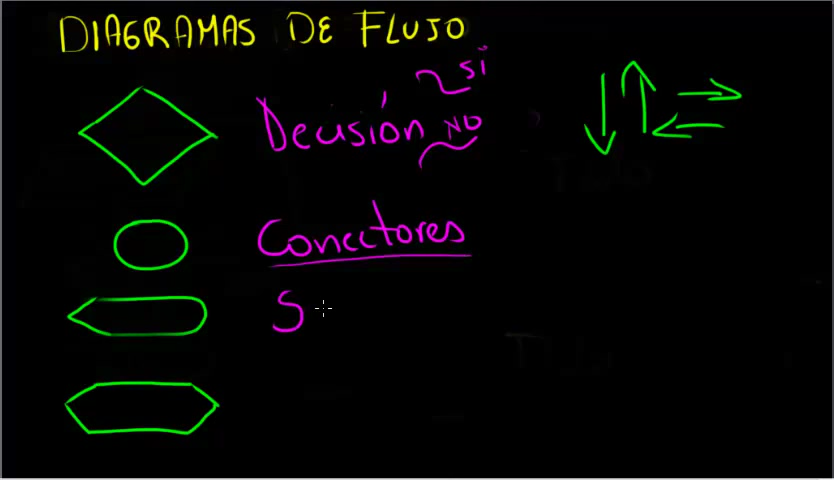 DIAGRAMAS DE FLUJO
SI
Decisión NO
Conectores
S